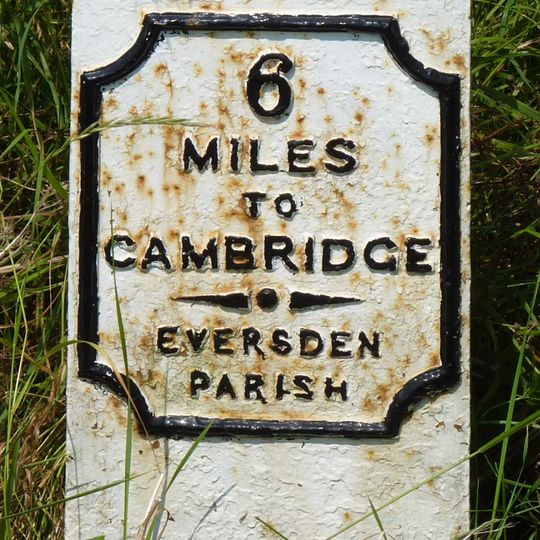 6
MILES
TO
CAMBRIDGE
EVERSDEN
PARISH